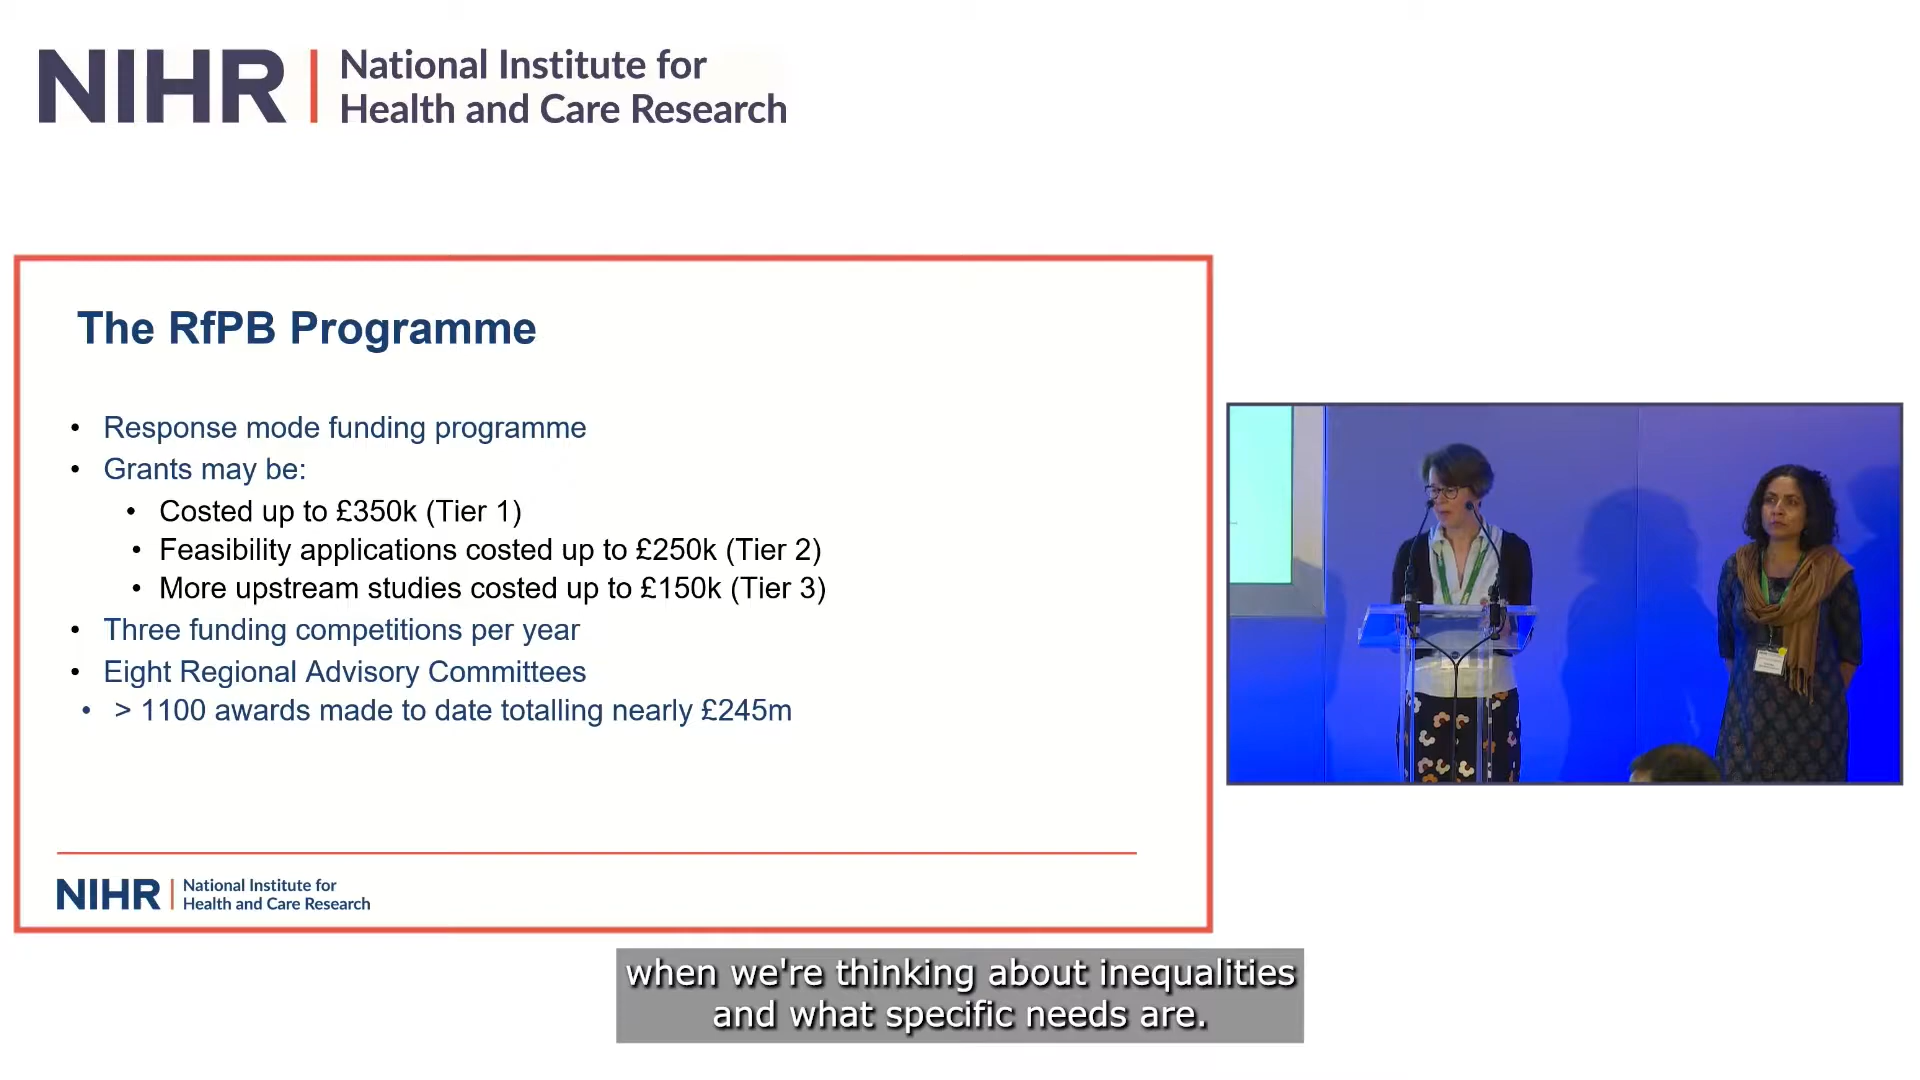 NIHR
National Institute for
Health and Care Research
The RfPB Programme
• Response mode funding programme
• Grants may be:
• Costed up to £350k (Tier 1)
• Feasibility applications costed up to £250k (Tier 2)
• More upstream studies costed up to £150k (Tier 3)
• Three funding competitions per year
• Eight Regional Advisory Committees
• > 1100 awards made to date totalling nearly £245m
NIHR
National Institute for
Health and Care Research
when we're thinking about inequalities
and what specific needs are.